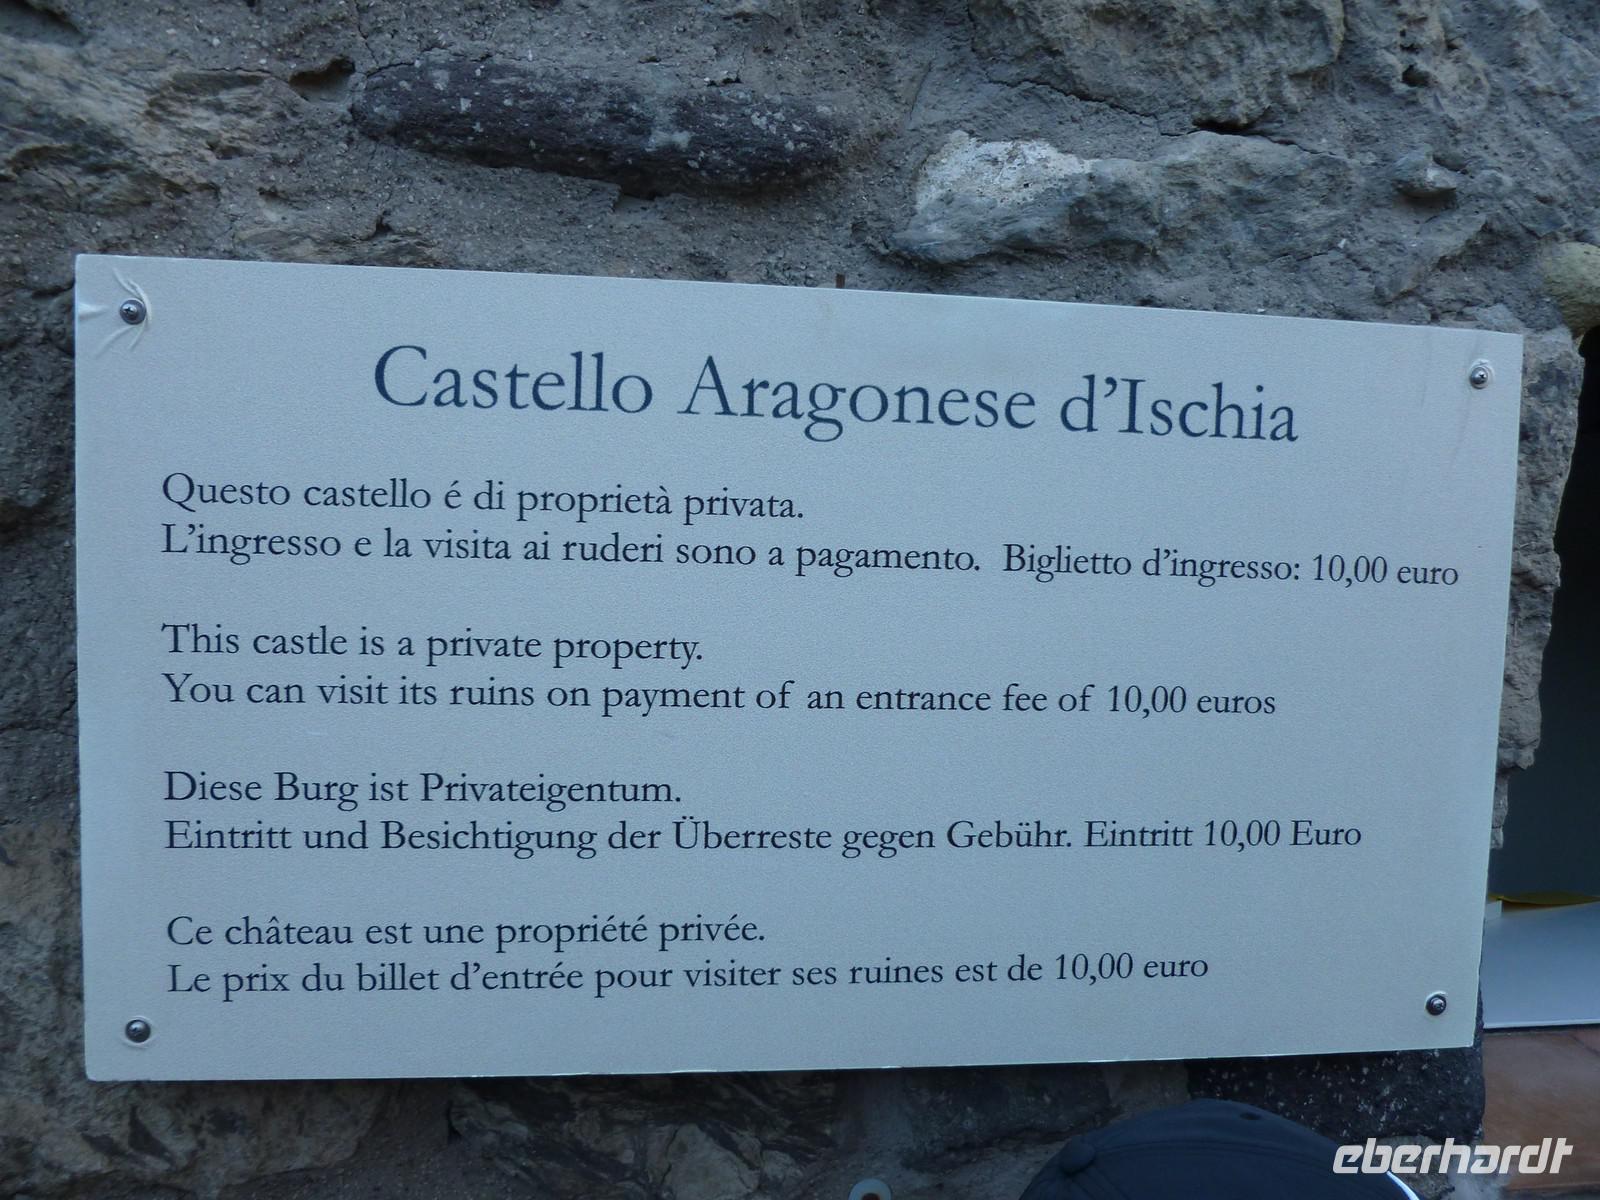 Castello Aragonese d'Ischia
Questo castello é di proprietà privata.
L'ingresso e la visita ai ruderi sono a pagamento. Biglietto d'ingresso: 10,00 euro
This castle is a private property.
You can visit its ruins on payment of an entrance fee of 10,00 euros
Diese Burg ist Privateigentum.
Eintritt und Besichtigung der Überreste gegen Gebühr. Eintritt 10,00 Euro
Ce château est une propriété privée.
Le prix du billet d'entrée pour visiter ses ruines est de 10,00 euro
eberhardt